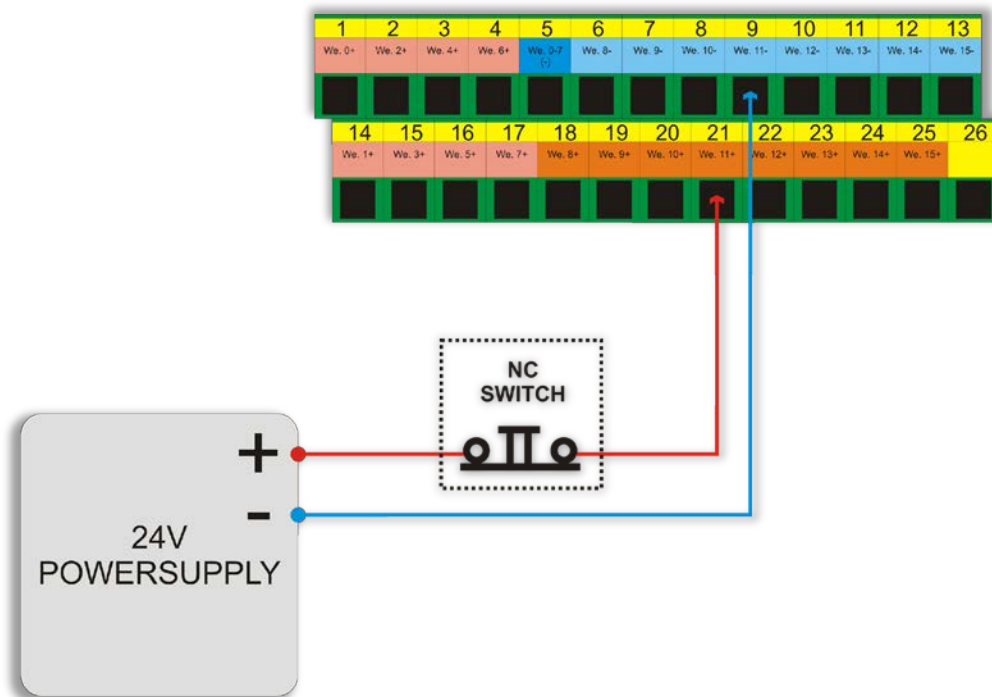 1 2 3 4 5 6 7 8 9 10 11 12 13
We. 0+ We. 2+ We. 4+ We. 6+ We. 0-7 We. 8- We. 9- We. 10- We. 11- We. 12- We. 13- We. 14- We. 15-
(-)
14 15 16 17 18 19 20 21 22 23 24 25 26
We. 1+ We. 3+ We. 5+ We. 7+ We. 8+ We. 9+ We. 10+ We. 11+ We. 12+ We. 13+ We. 14+ We. 15+
NC
SWITCH
+
-
24V
POWERSUPPLY